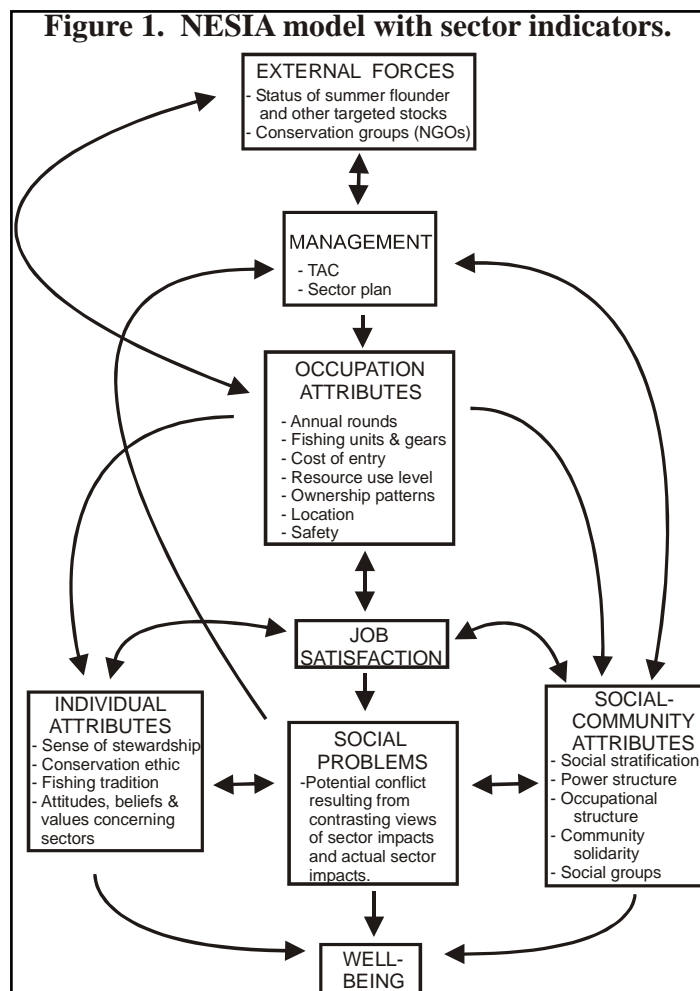 Figure 1. NESIA model with sector indicators.
EXTERNAL FORCES
- Status of summer flounder
and other targeted stocks
- Conservation groups (NGOs)
MANAGEMENT
- TAC
- Sector plan
OCCUPATION
ATTRIBUTES
- Annual rounds
- Fishing units & gears
- Cost of entry
- Resource use level
- Ownership patterns
- Location
- Safety
JOB
SATISFACTION
INDIVIDUAL
ATTRIBUTES
- Sense of stewardship
- Conservation ethic
- Fishing tradition
- Attitudes, beliefs &
values concerning
sectors
SOCIAL
PROBLEMS
-Potential conflict
resulting from
contrasting views
of sector impacts
and actual sector
impacts.
SOCIAL-
COMMUNITY
ATTRIBUTES
- Social stratification
- Power structure
- Occupational
structure
- Community
solidarity
- Social groups
WELL-
BEING